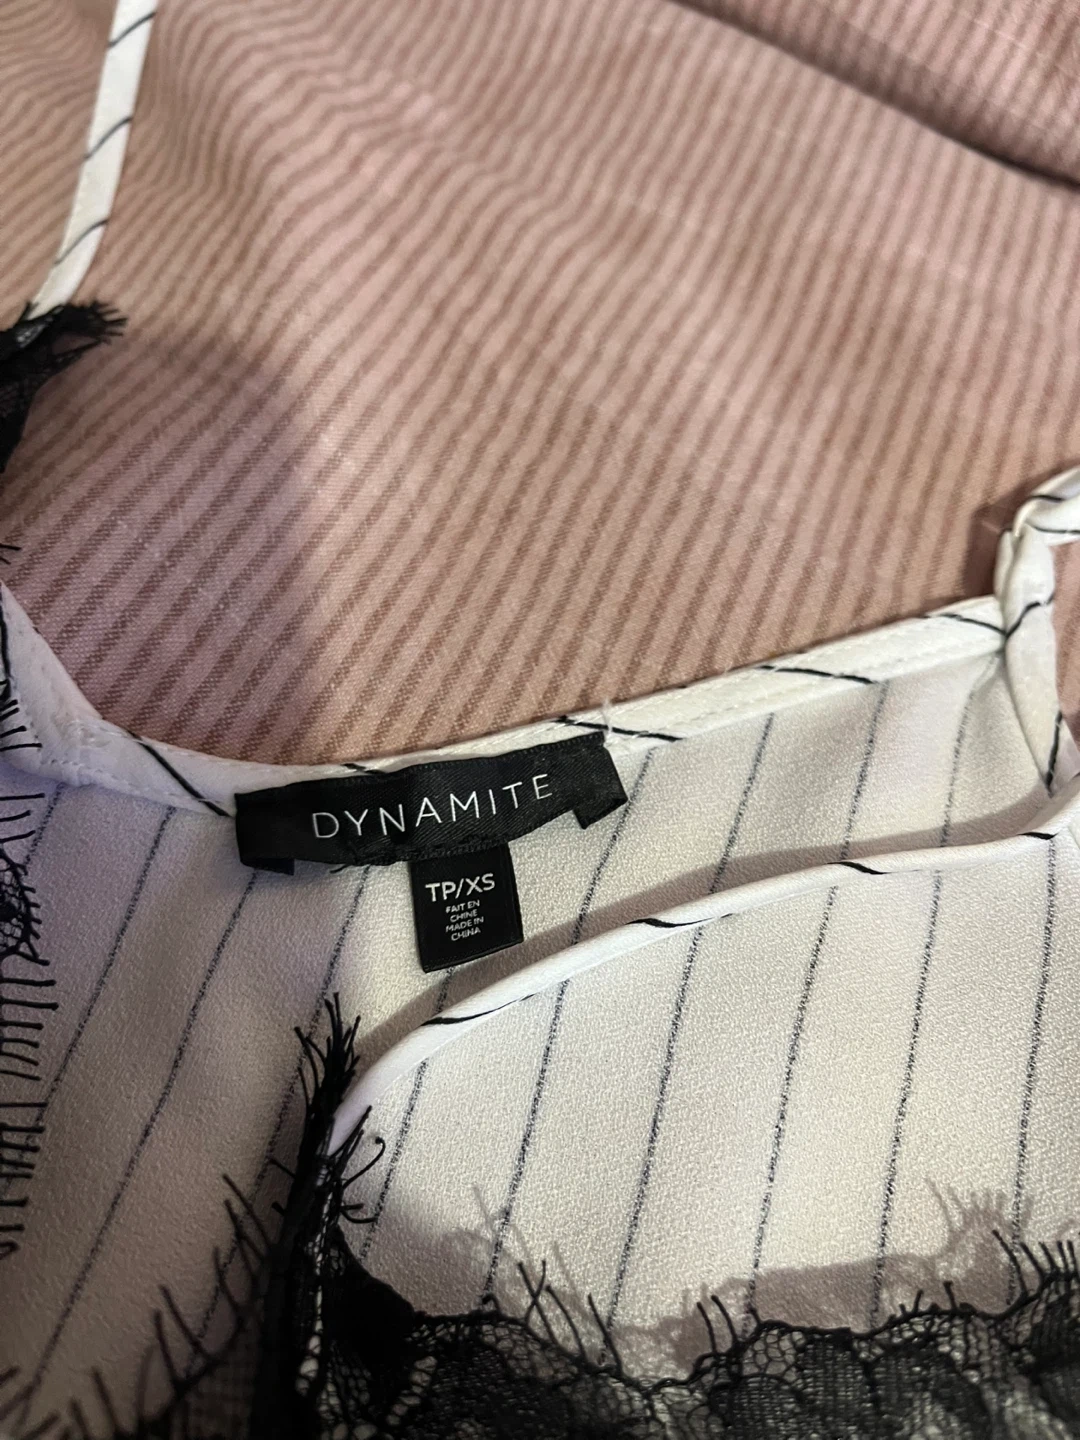 DYNAMITE
TP/XS
FAIT EN
CHINE
MADE IN
CHINA